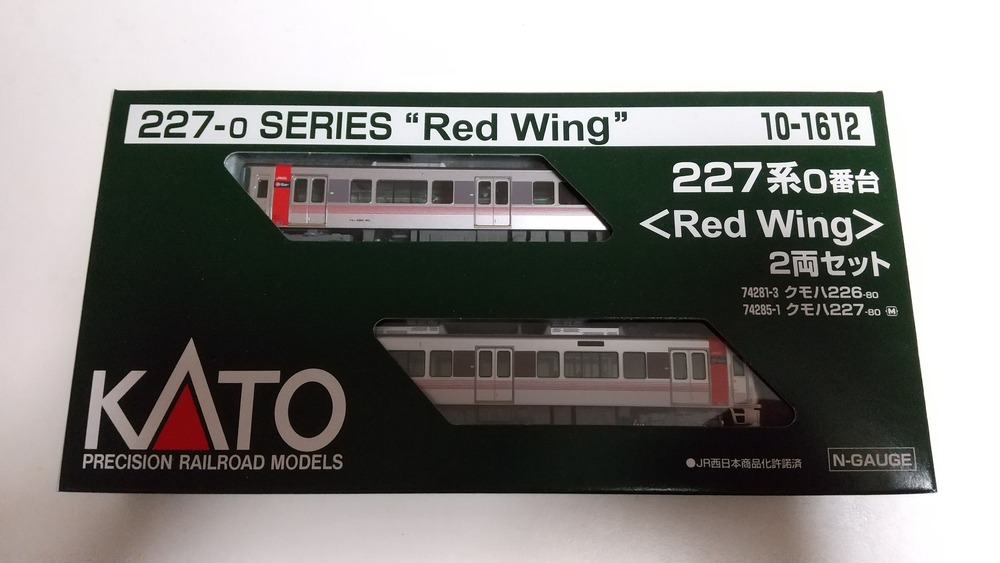 227-0 SERIES “Red Wing”
10-1612
227系0番台
<Red Wing>
2両セット
74281-3 クモハ226-80
74285-1 クモハ227-80 M
KATO
PRECISION RAILROAD MODELS
●JR西日本商品化許諾済
N-GAUGE